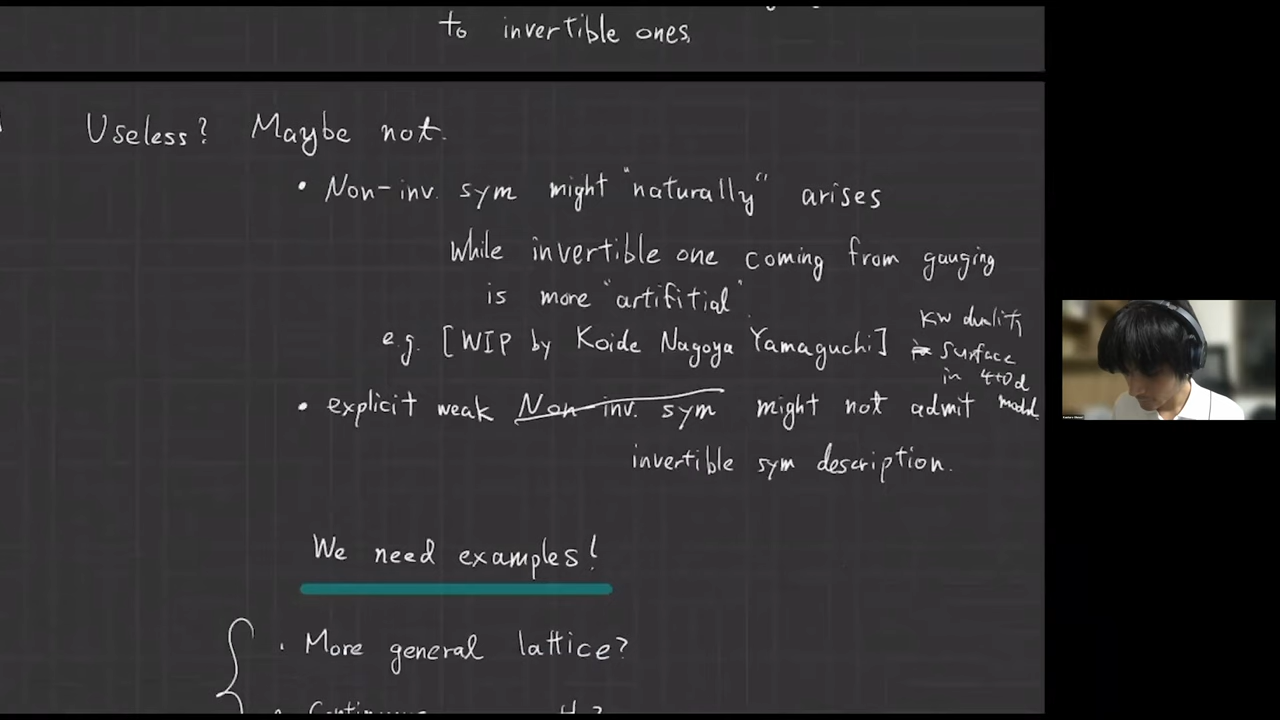 to invertible ones.
Useless? Maybe not.
• Non-inv. sym might "naturally" arises
while invertible one coming from gauging
is more "artifitial".
e.g. [WIP by Koide Nagoya Yamaguchi] KW duality
surface
in 4+0d
model
• explicit weak Non-inv. sym might not admit
invertible sym description.
We need examples!
• More general lattice?